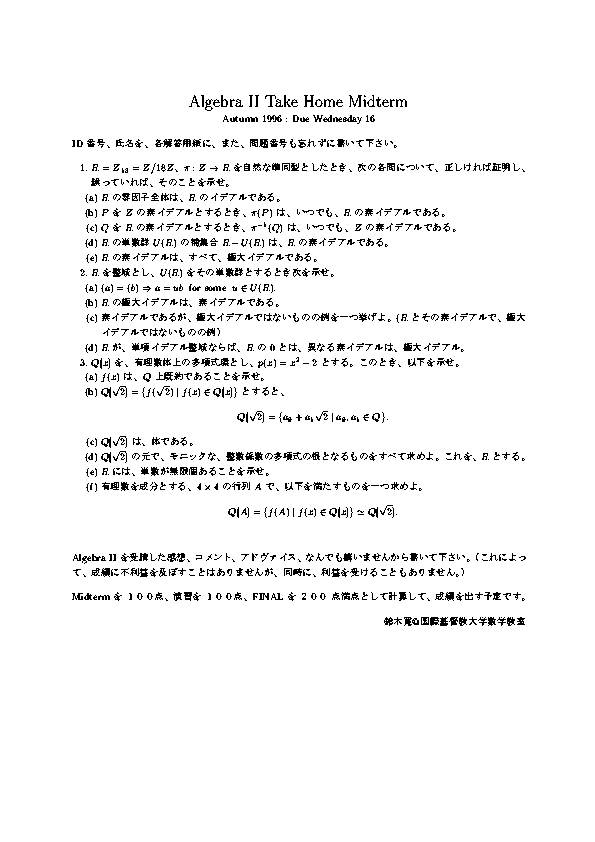 Algebra II Take Home Midterm
Autumn 1996 : Due Wednesday 16
ID 番号、氏名を、各解答用紙に、また、問題番号も忘れずに書いて下さい。
1. R = Z₁₈ = Z/18Z、π : Z → R を自然な準同型としたとき、次の各問について、正しければ証明し、
誤っていれば、そのことを示せ。
(a) R の零因子全体は、R のイデアルである。
(b) P を Z の素イデアルとするとき、π(P) は、いつでも、R の素イデアルである。
(c) Q を R の素イデアルとするとき、π⁻¹(Q) は、いつでも、Z の素イデアルである。
(d) R の単数群 U(R) の補集合 R − U(R) は、R の素イデアルである。
(e) R の素イデアルは、すべて、極大イデアルである。
2. R を整域とし、U(R) をその単数群とするとき次を示せ。
(a) (a) = (b) ⇒ a = ub for some u ∈ U(R).
(b) R の極大イデアルは、素イデアルである。
(c) 素イデアルであるが、極大イデアルではないものの例を一つ挙げよ。(R とその素イデアルで、極大
イデアルではないものの例)
(d) R が、単項イデアル整域ならば、R の 0 とは、異なる素イデアルは、極大イデアル。
3. Q[x] を、有理数体上の多項式環とし、p(x) = x² − 2 とする。このとき、以下を示せ。
(a) f(x) は、Q 上既約であることを示せ。
(b) Q[√2] = {f(√2) | f(x) ∈ Q[x]} とすると、
Q[√2] = {a₀ + a₁√2 | a₀, a₁ ∈ Q}.
(c) Q[√2] は、体である。
(d) Q[√2] の元で、モニックな、整数係数の多項式の根となるものをすべて求めよ。これを、R とする。
(e) R には、単数が無限個あることを示せ。
(f) 有理数を成分とする、4 × 4 の行列 A で、以下を満たすものを一つ求めよ。
Q[A] = {f(A) | f(x) ∈ Q[x]} ≃ Q[√2].
Algebra II を受講した感想、コメント、アドヴァイス、なんでも構いませんから書いて下さい。(これによっ
て、成績に不利益を及ぼすことはありませんが、同時に、利益を受けることもありません。)
Midterm を １００点、演習を １００点、FINAL を ２００ 点満点として計算して、成績を出す予定です。
鈴木寛@国際基督教大学数学教室